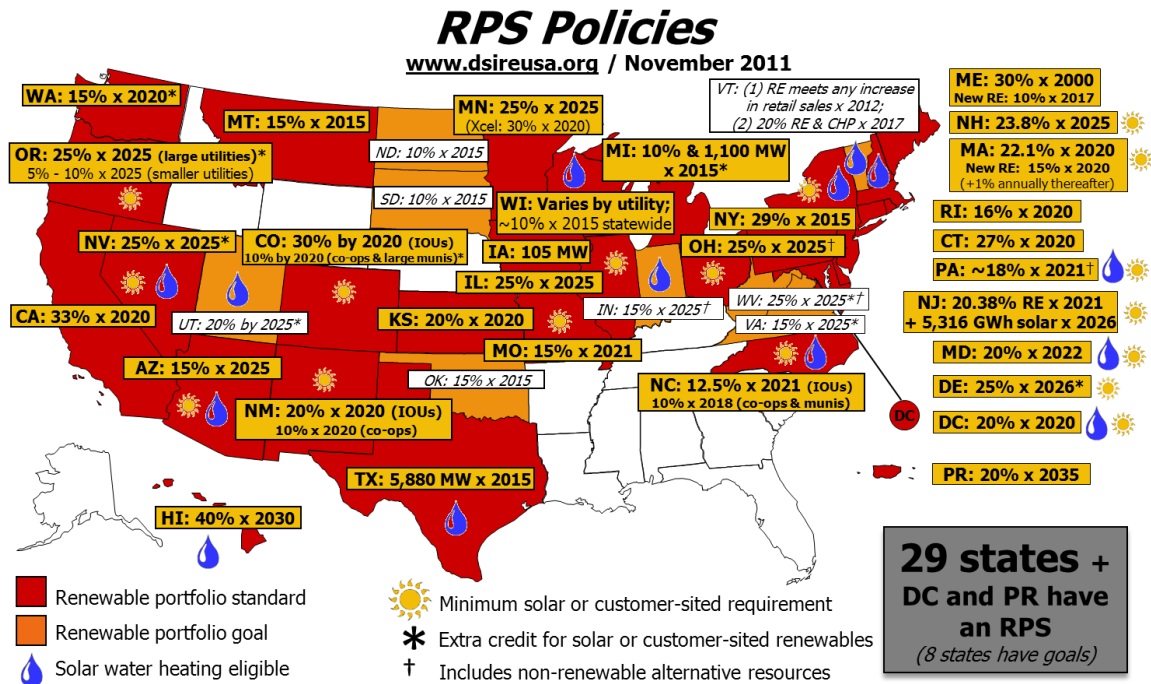 RPS Policies
www.dsireusa.org / November 2011
WA: 15% x 2020*
MT: 15% x 2015
MN: 25% x 2025
(Xcel: 30% x 2020)
VT: (1) RE meets any increase
in retail sales x 2012;
(2) 20% RE & CHP x 2017
ME: 30% x 2000
New RE: 10% x 2017
NH: 23.8% x 2025
OR: 25% x 2025 (large utilities)*
5% - 10% x 2025 (smaller utilities)
ND: 10% x 2015
MI: 10% & 1,100 MW
x 2015*
MA: 22.1% x 2020
New RE: 15% x 2020
(+1% annually thereafter)
SD: 10% x 2015
WI: Varies by utility;
~10% x 2015 statewide
NY: 29% x 2015
RI: 16% x 2020
CT: 27% x 2020
NV: 25% x 2025*
CO: 30% by 2020 (IOUs)
10% by 2020 (co-ops & large munis)*
IA: 105 MW
OH: 25% x 2025†
PA: ~18% x 2021†
IL: 25% x 2025
IN: 15% x 2025†
WV: 25% x 2025*†
VA: 15% x 2025*
NJ: 20.38% RE x 2021
+ 5,316 GWh solar x 2026
CA: 33% x 2020
UT: 20% by 2025*
KS: 20% x 2020
MO: 15% x 2021
MD: 20% x 2022
AZ: 15% x 2025
OK: 15% x 2015
NC: 12.5% x 2021 (IOUs)
10% x 2018 (co-ops & munis)
DE: 25% x 2026*
NM: 20% x 2020 (IOUs)
10% x 2020 (co-ops)
DC
DC: 20% x 2020
TX: 5,880 MW x 2015
PR: 20% x 2035
HI: 40% x 2030
29 states +
DC and PR have
an RPS
(8 states have goals)
Renewable portfolio standard
Renewable portfolio goal
Solar water heating eligible
Minimum solar or customer-sited requirement
* Extra credit for solar or customer-sited renewables
† Includes non-renewable alternative resources